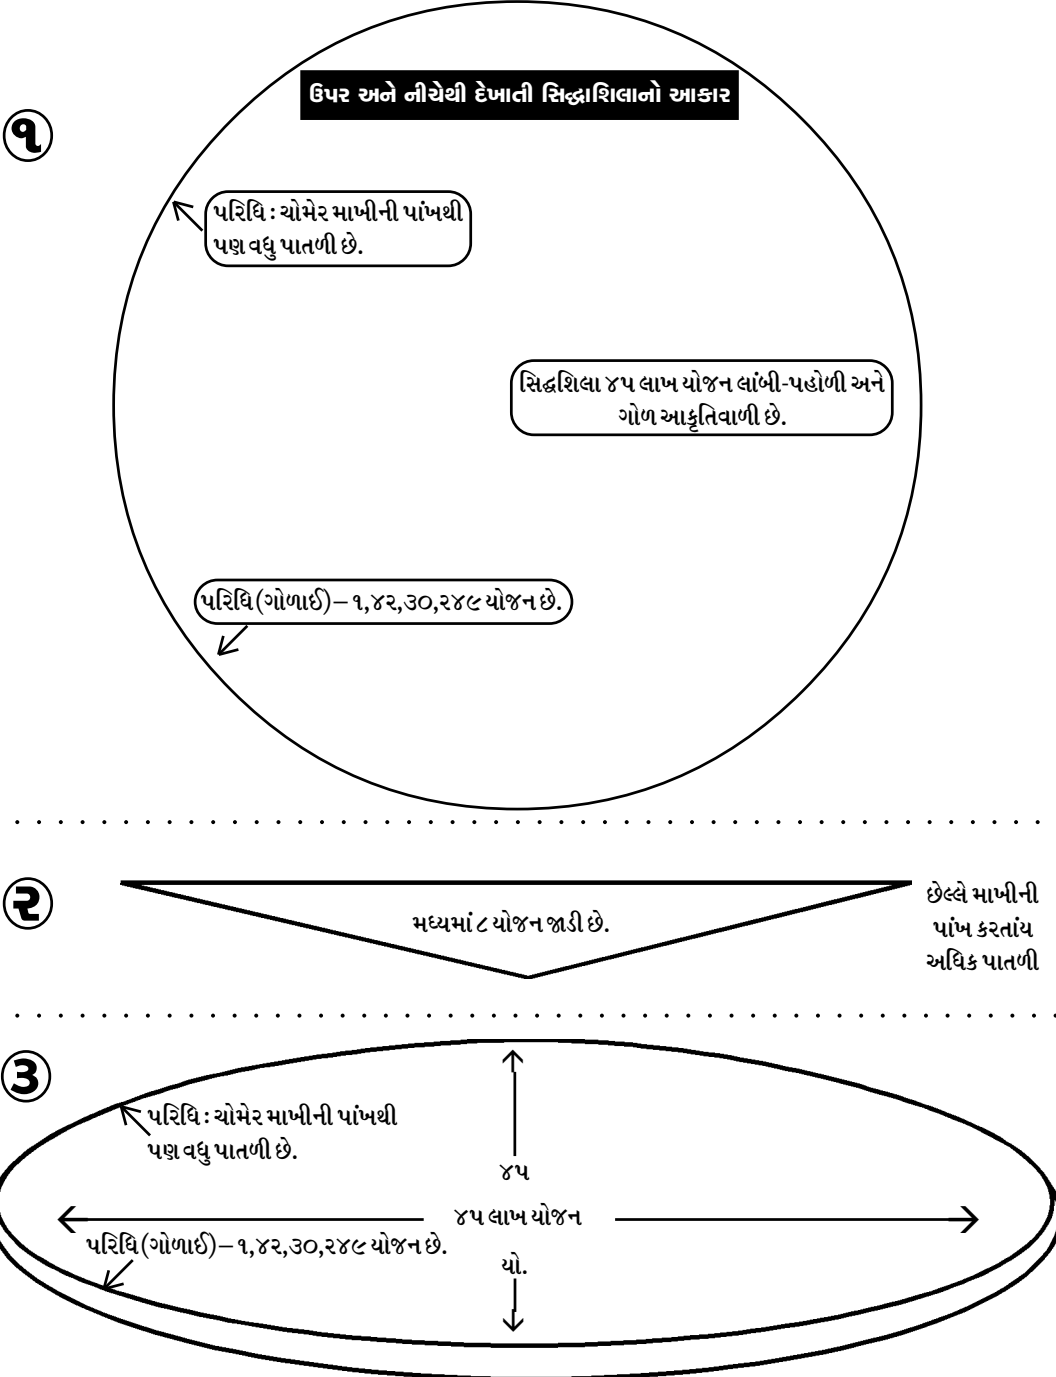 ૧
ઉપર અને નીચેથી દેખાતી સિદ્ધાશિલાનો આકાર
પરિધિ : ચોમેર માખીની પાંખથી
પણ વધુ પાતળી છે.
સિદ્ધશિલા ૪૫ લાખ યોજન લાંબી-પહોળી અને
ગોળ આકૃતિવાળી છે.
પરિધિ (ગોળાઈ) – ૧,૪૨,૩૦,૨૪૯ યોજન છે.
૨
મધ્યમાં ૮ યોજન જાડી છે.
છેલ્લે માખીની
પાંખ કરતાંય
અધિક પાતળી
૩
પરિધિ : ચોમેર માખીની પાંખથી
પણ વધુ પાતળી છે.
૪૫
૪૫ લાખ યોજન
પરિધિ (ગોળાઈ) – ૧,૪૨,૩૦,૨૪૯ યોજન છે.
યો.